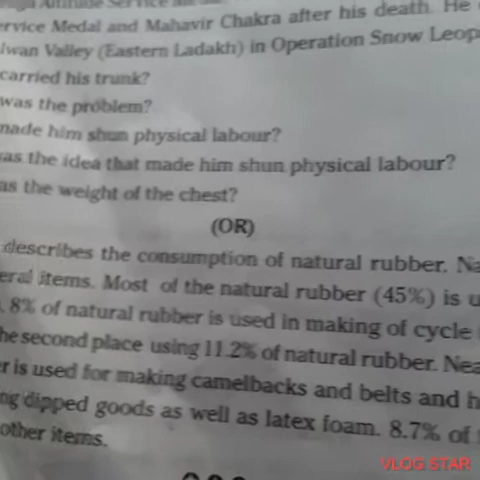 High Altitude Service
ervice Medal and Mahavir Chakra after his death. He
lwan Valley (Eastern Ladakh) in Operation Snow Leop
carried his trunk?
was the problem?
nade him shun physical labour?
as the idea that made him shun physical labour?
as the weight of the chest?
(OR)
describes the consumption of natural rubber. Na
eral items. Most of the natural rubber (45%) is u
8% of natural rubber is used in making of cycle
he second place using 11.2% of natural rubber. Nea
er is used for making camelbacks and belts and h
ng dipped goods as well as latex foam. 8.7% of
other items.
VLOG STAR